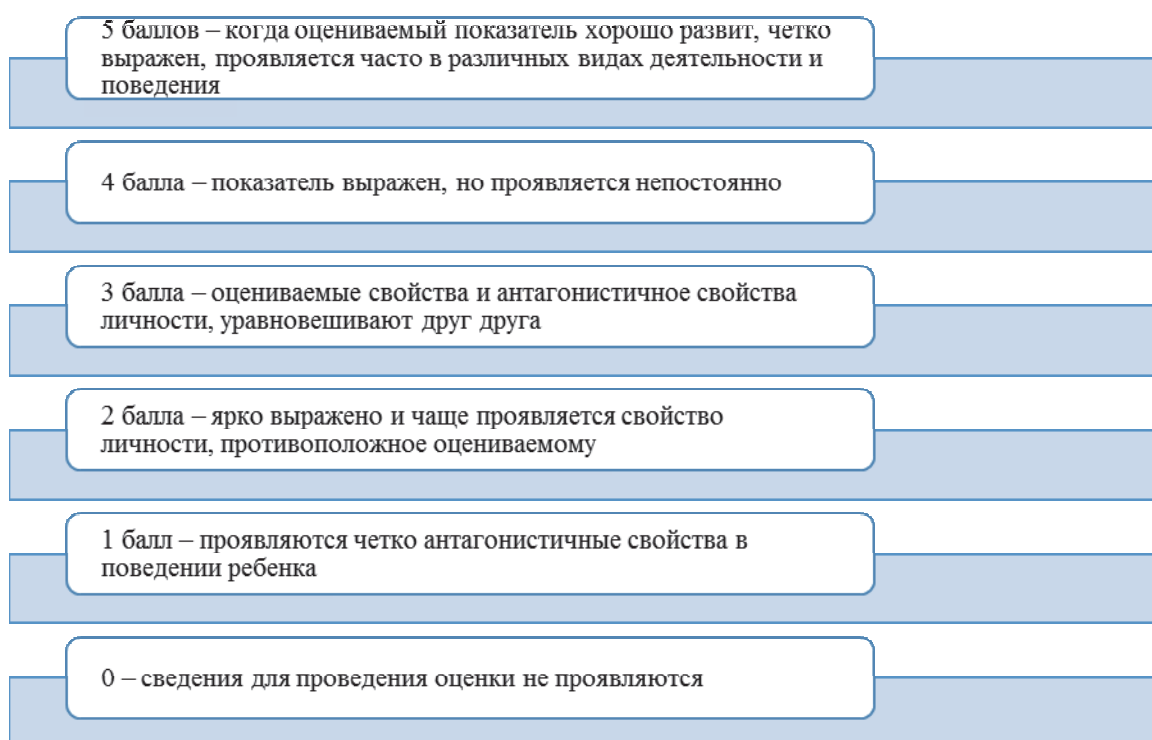 5 баллов – когда оцениваемый показатель хорошо развит, четко
выражен, проявляется часто в различных видах деятельности и
поведения
4 балла – показатель выражен, но проявляется непостоянно
3 балла – оцениваемые свойства и антагонистичное свойства
личности, уравновешивают друг друга
2 балла – ярко выражено и чаще проявляется свойство
личности, противоположное оцениваемому
1 балл – проявляются четко антагонистичные свойства в
поведении ребенка
0 – сведения для проведения оценки не проявляются